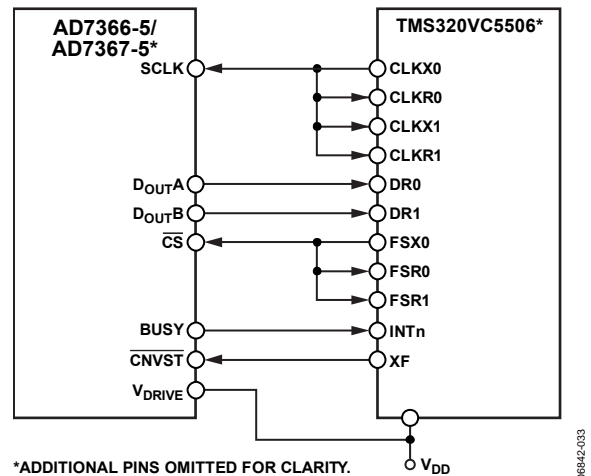 AD7366-5/
AD7367-5*
SCLK
DOUTA
DOUTB
CS
BUSY
CNVST
VDRIVE
TMS320VC5506*
CLKX0
CLKR0
CLKX1
CLKR1
DR0
DR1
FSX0
FSR0
FSR1
INTn
XF
VDD
*ADDITIONAL PINS OMITTED FOR CLARITY.
06842-033